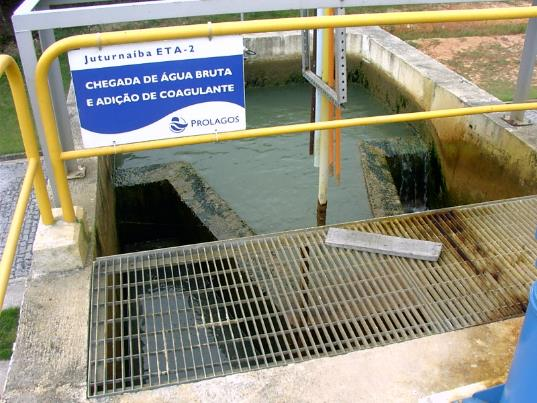 Juturnaíba ETA-2
CHEGADA DE ÁGUA BRUTA
E ADIÇÃO DE COAGULANTE
PROLAGOS